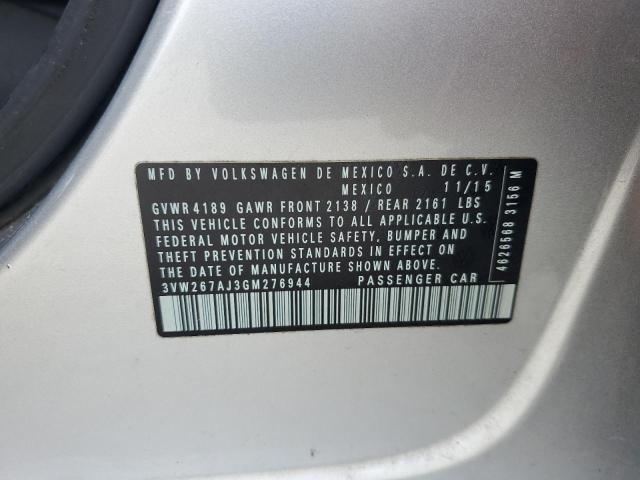 MFD BY VOLKSWAGEN DE MEXICO S.A. DE C.V.
MEXICO 11/15
GVWR 4189 GAWR FRONT 2138 / REAR 2161 LBS
THIS VEHICLE CONFORMS TO ALL APPLICABLE U.S.
FEDERAL MOTOR VEHICLE SAFETY, BUMPER AND
THEFT PREVENTION STANDARDS IN EFFECT ON
THE DATE OF MANUFACTURE SHOWN ABOVE.
3VW267AJ3GM276944 PASSENGER CAR
4626568 3156 M